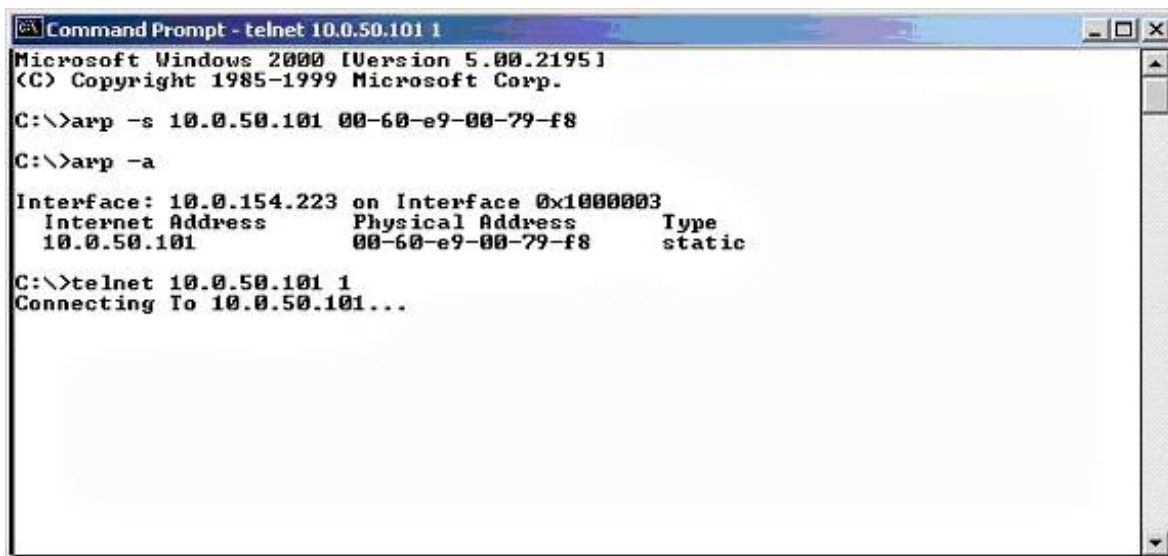 Command Prompt - telnet 10.0.50.101 1
Microsoft Windows 2000 [Version 5.00.2195]
(C) Copyright 1985-1999 Microsoft Corp.
C:\>arp -s 10.0.50.101 00-60-e9-00-79-f8
C:\>arp -a
Interface: 10.0.154.223 on Interface 0x1000003
Internet Address Physical Address Type
10.0.50.101 00-60-e9-00-79-f8 static
C:\>telnet 10.0.50.101 1
Connecting To 10.0.50.101...